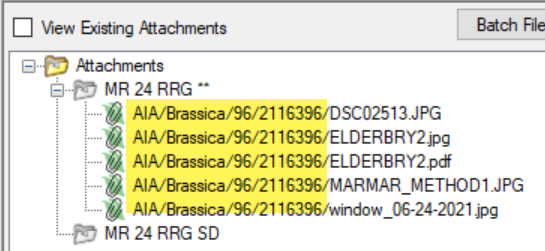 View Existing Attachments
Batch File
Attachments
MR 24 RRG **
AIA/Brassica/96/2116396/DSC02513.JPG
AIA/Brassica/96/2116396/ELDERBRY2.jpg
AIA/Brassica/96/2116396/ELDERBRY2.pdf
AIA/Brassica/96/2116396/MARMAR_METHOD1.JPG
AIA/Brassica/96/2116396/window_06-24-2021.jpg
MR 24 RRG SD